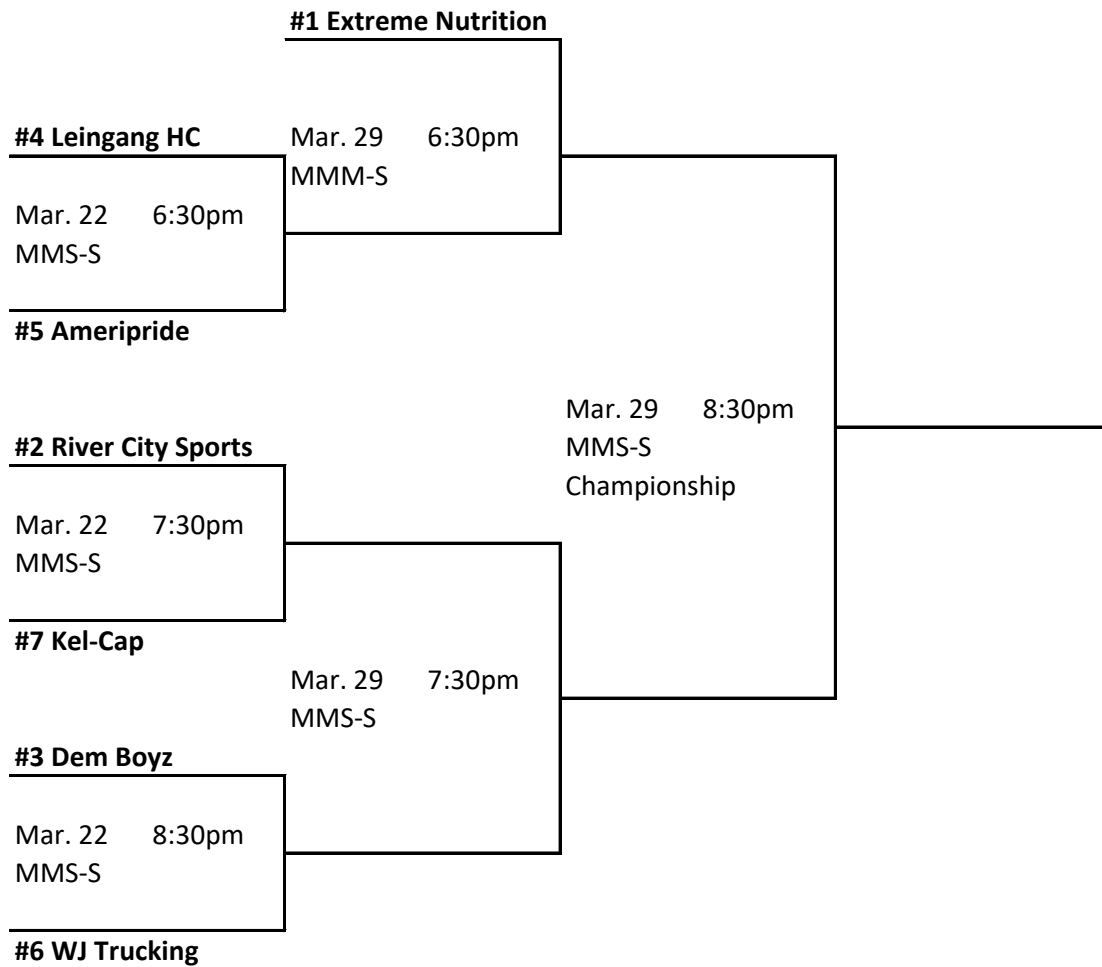 #1 Extreme Nutrition
#4 Leingang HC
Mar. 29 6:30pm
MMM-S
Mar. 22 6:30pm
MMS-S
#5 Ameripride
Mar. 29 8:30pm
MMS-S
Championship
#2 River City Sports
Mar. 22 7:30pm
MMS-S
#7 Kel-Cap
Mar. 29 7:30pm
MMS-S
#3 Dem Boyz
Mar. 22 8:30pm
MMS-S
#6 WJ Trucking